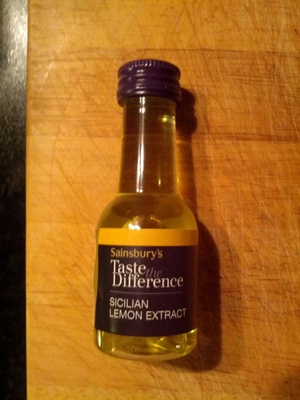 Sainsbury's
Taste the
Difference
SICILIAN
LEMON EXTRACT